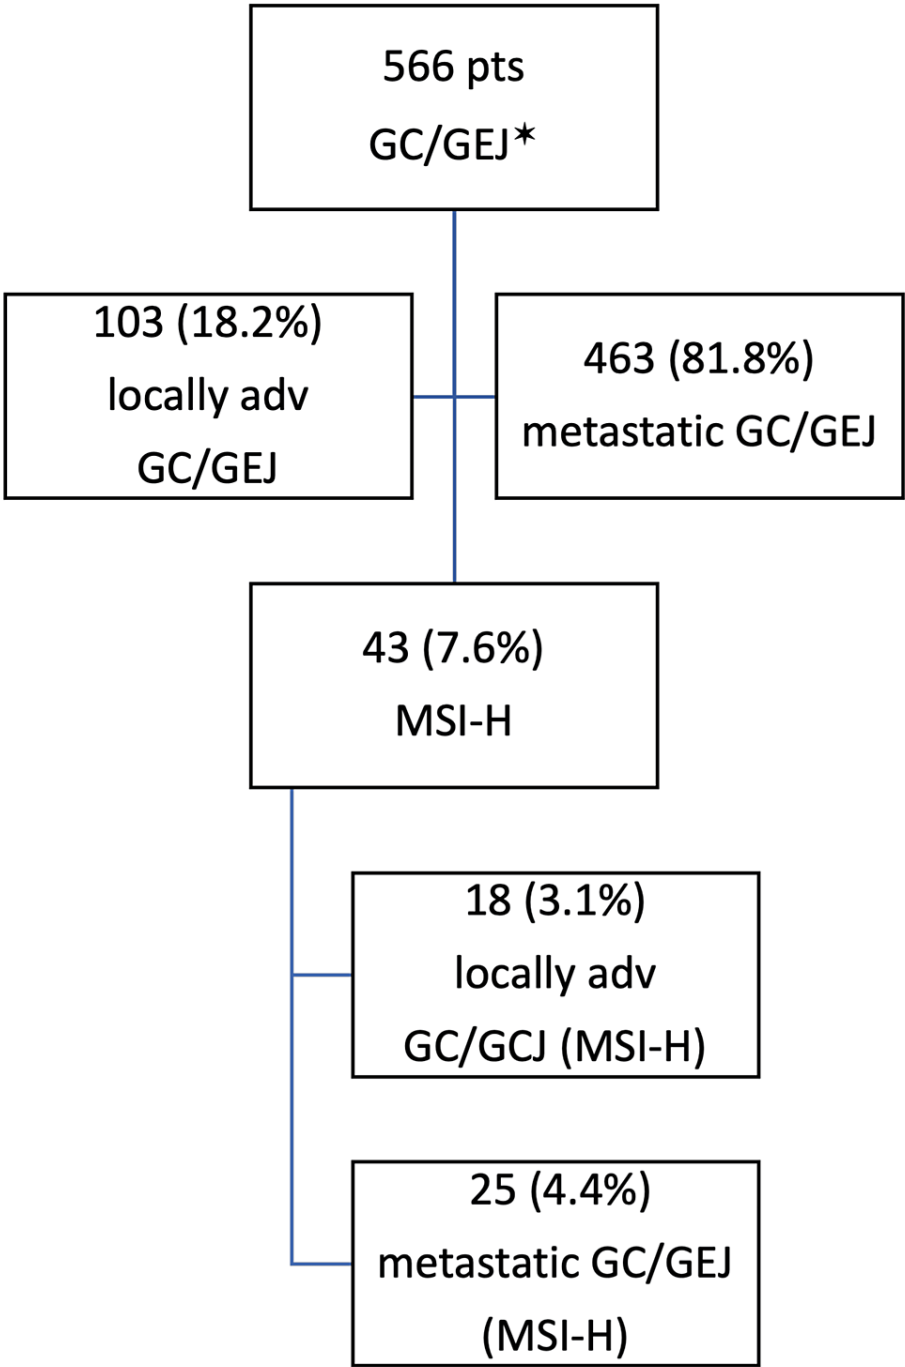 566 pts
GC/GEJ✶
103 (18.2%)
locally adv
GC/GEJ
463 (81.8%)
metastatic GC/GEJ
43 (7.6%)
MSI-H
18 (3.1%)
locally adv
GC/GCJ (MSI-H)
25 (4.4%)
metastatic GC/GEJ
(MSI-H)